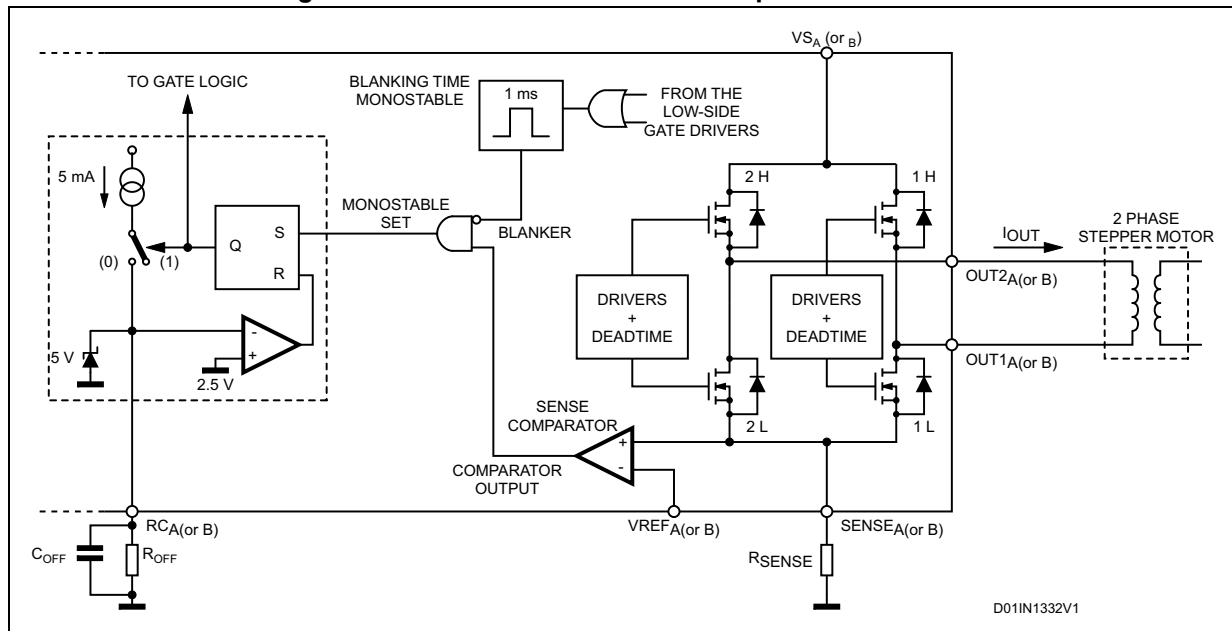 VSA (or B)
TO GATE LOGIC
BLANKING TIME
MONOSTABLE
1 ms
FROM THE
LOW-SIDE
GATE DRIVERS
5 mA
(0)
(1)
Q
S
R
MONOSTABLE
SET
BLANKER
2 H
1 H
IOUT
2 PHASE
STEPPER MOTOR
OUT2A(or B)
DRIVERS
+
DEADTIME
DRIVERS
+
DEADTIME
OUT1A(or B)
5 V
-
+
2.5 V
2 L
1 L
SENSE
COMPARATOR
+
-
COMPARATOR
OUTPUT
RCA(or B)
VREFA(or B)
SENSEA(or B)
COFF
ROFF
RSENSE
D01IN1332V1